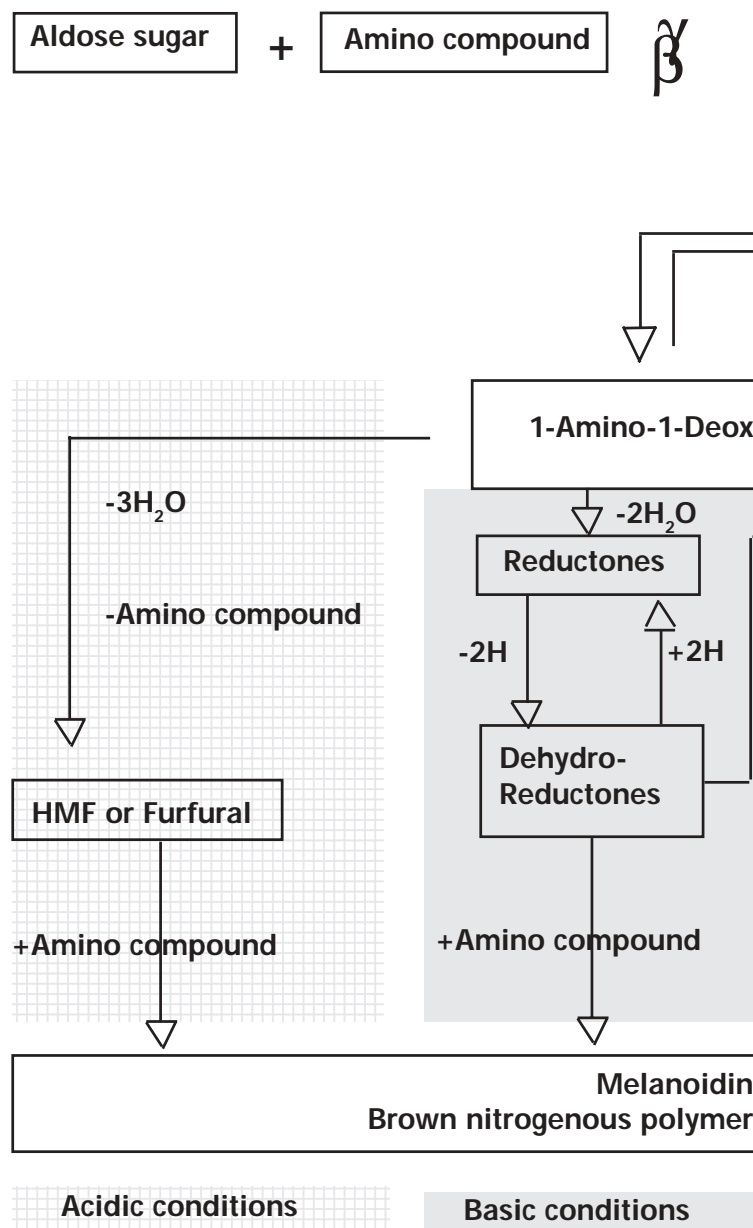 Aldose sugar + Amino compound
1-Amino-1-Deox
-3H₂O
-2H₂O
Reductones
-Amino compound
-2H
+2H
Dehydro-
Reductones
HMF or Furfural
+Amino compound
+Amino compound
Melanoidin
Brown nitrogenous polymer
Acidic conditions
Basic conditions